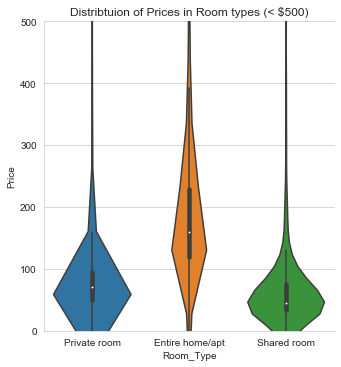 Distribtuion of Prices in Room types (< $500)
500
400
300
200
100
0
Price
Private room
Entire home/apt
Shared room
Room_Type